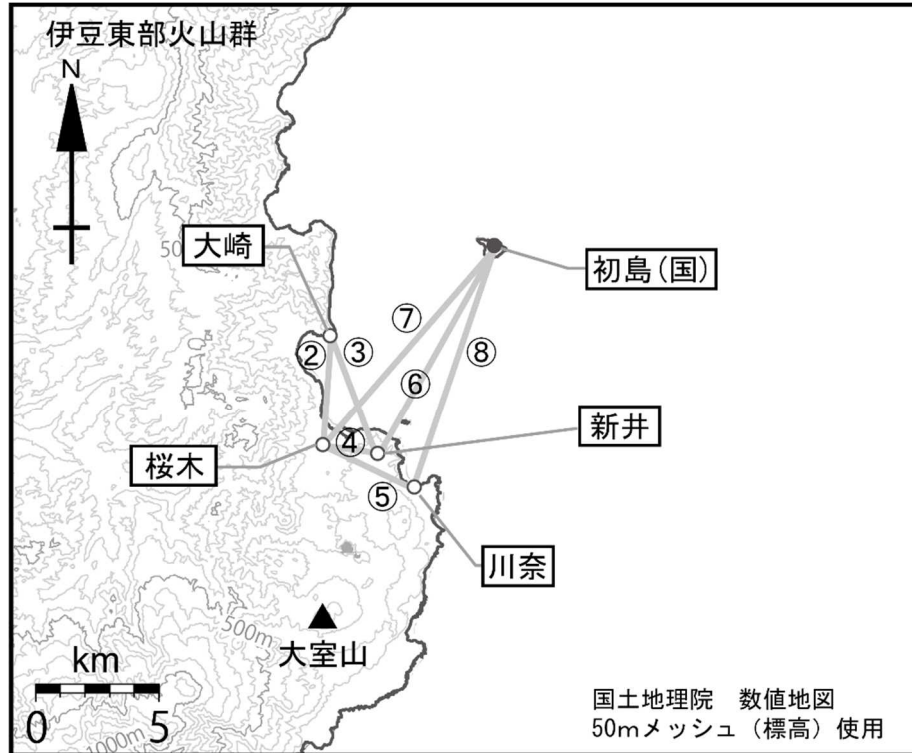 伊豆東部火山群
N
大崎
初島(国)
⑦
② ③
⑧
⑥
新井
④
桜木
⑤
川奈
500m
大室山
km
0 5
1000m
国土地理院 数値地図
50mメッシュ(標高)使用